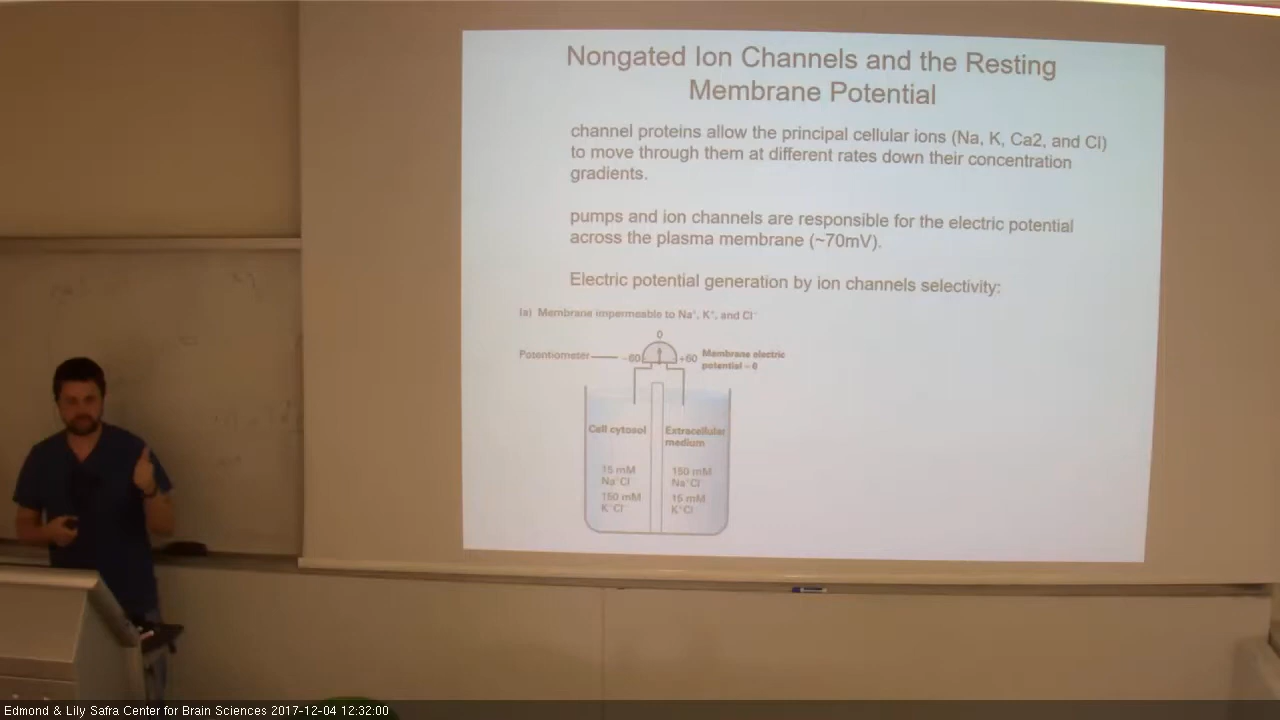 Nongated Ion Channels and the Resting
Membrane Potential
channel proteins allow the principal cellular ions (Na, K, Ca2, and Cl)
to move through them at different rates down their concentration
gradients.
pumps and ion channels are responsible for the electric potential
across the plasma membrane (~70mV).
Electric potential generation by ion channels selectivity:
(a) Membrane impermeable to Na⁺, K⁺, and Cl⁻
0
Potentiometer
-60
+60
Membrane electric
potential = 0
Cell cytosol
Extracellular
medium
15 mM
Na⁺Cl⁻
150 mM
K⁺Cl⁻
150 mM
Na⁺Cl⁻
15 mM
K⁺Cl⁻
Edmond & Lily Safra Center for Brain Sciences 2017-12-04 12:32:00